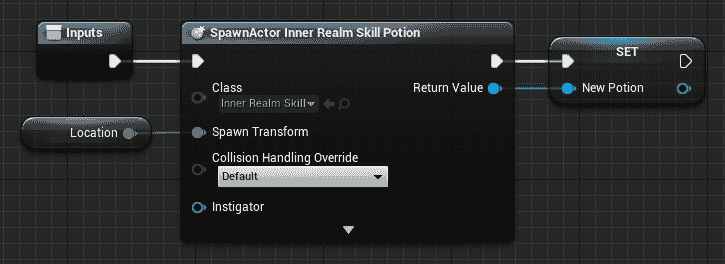 Inputs
SpawnActor Inner Realm Skill Potion
SET
Class
Inner Realm Skill
Return Value
New Potion
Location
Spawn Transform
Collision Handling Override
Default
Instigator